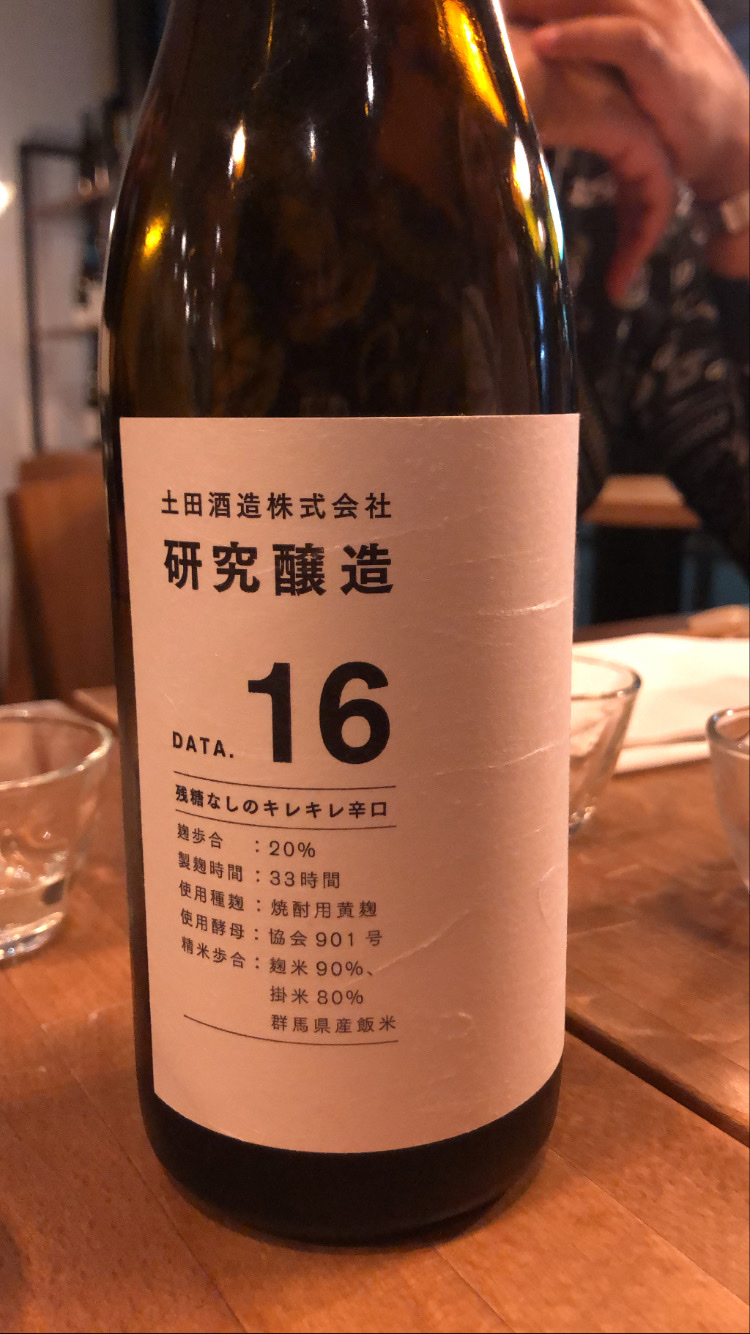 土田酒造株式会社
研究醸造
DATA. 16
残糖なしのキレキレ辛口
麹歩合 : 20%
製麹時間 : 33時間
使用種麹 : 焼酎用黄麹
使用酵母 : 協会901号
精米歩合 : 麹米90%、
掛米80%
群馬県産飯米